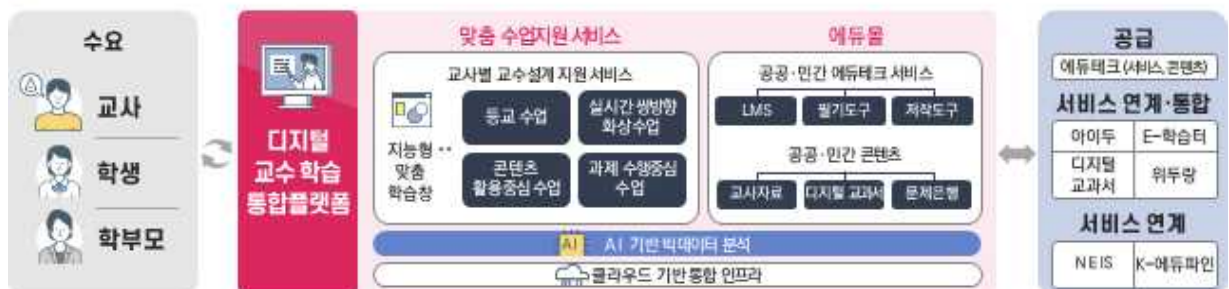 수요
교사
학생
학부모
디지털
교수 학습
통합플랫폼
맞춤 수업지원 서비스
교사별 교수설계 지원 서비스
지능형
맞춤
학습창
등교 수업
실시간 쌍방향
화상수업
콘텐츠
활용중심 수업
과제 수행중심
수업
에듀몰
공공·민간 에듀테크 서비스
LMS
필기도구
저작도구
공공·민간 콘텐츠
교사자료
디지털 교과서
문제은행
AI
AI 기반 빅데이터 분석
클라우드 기반 통합 인프라
공급
에듀테크 (서비스, 콘텐츠)
서비스 연계·통합
아이두
E-학습터
디지털
교과서
위두랑
서비스 연계
NEIS
K-에듀파인